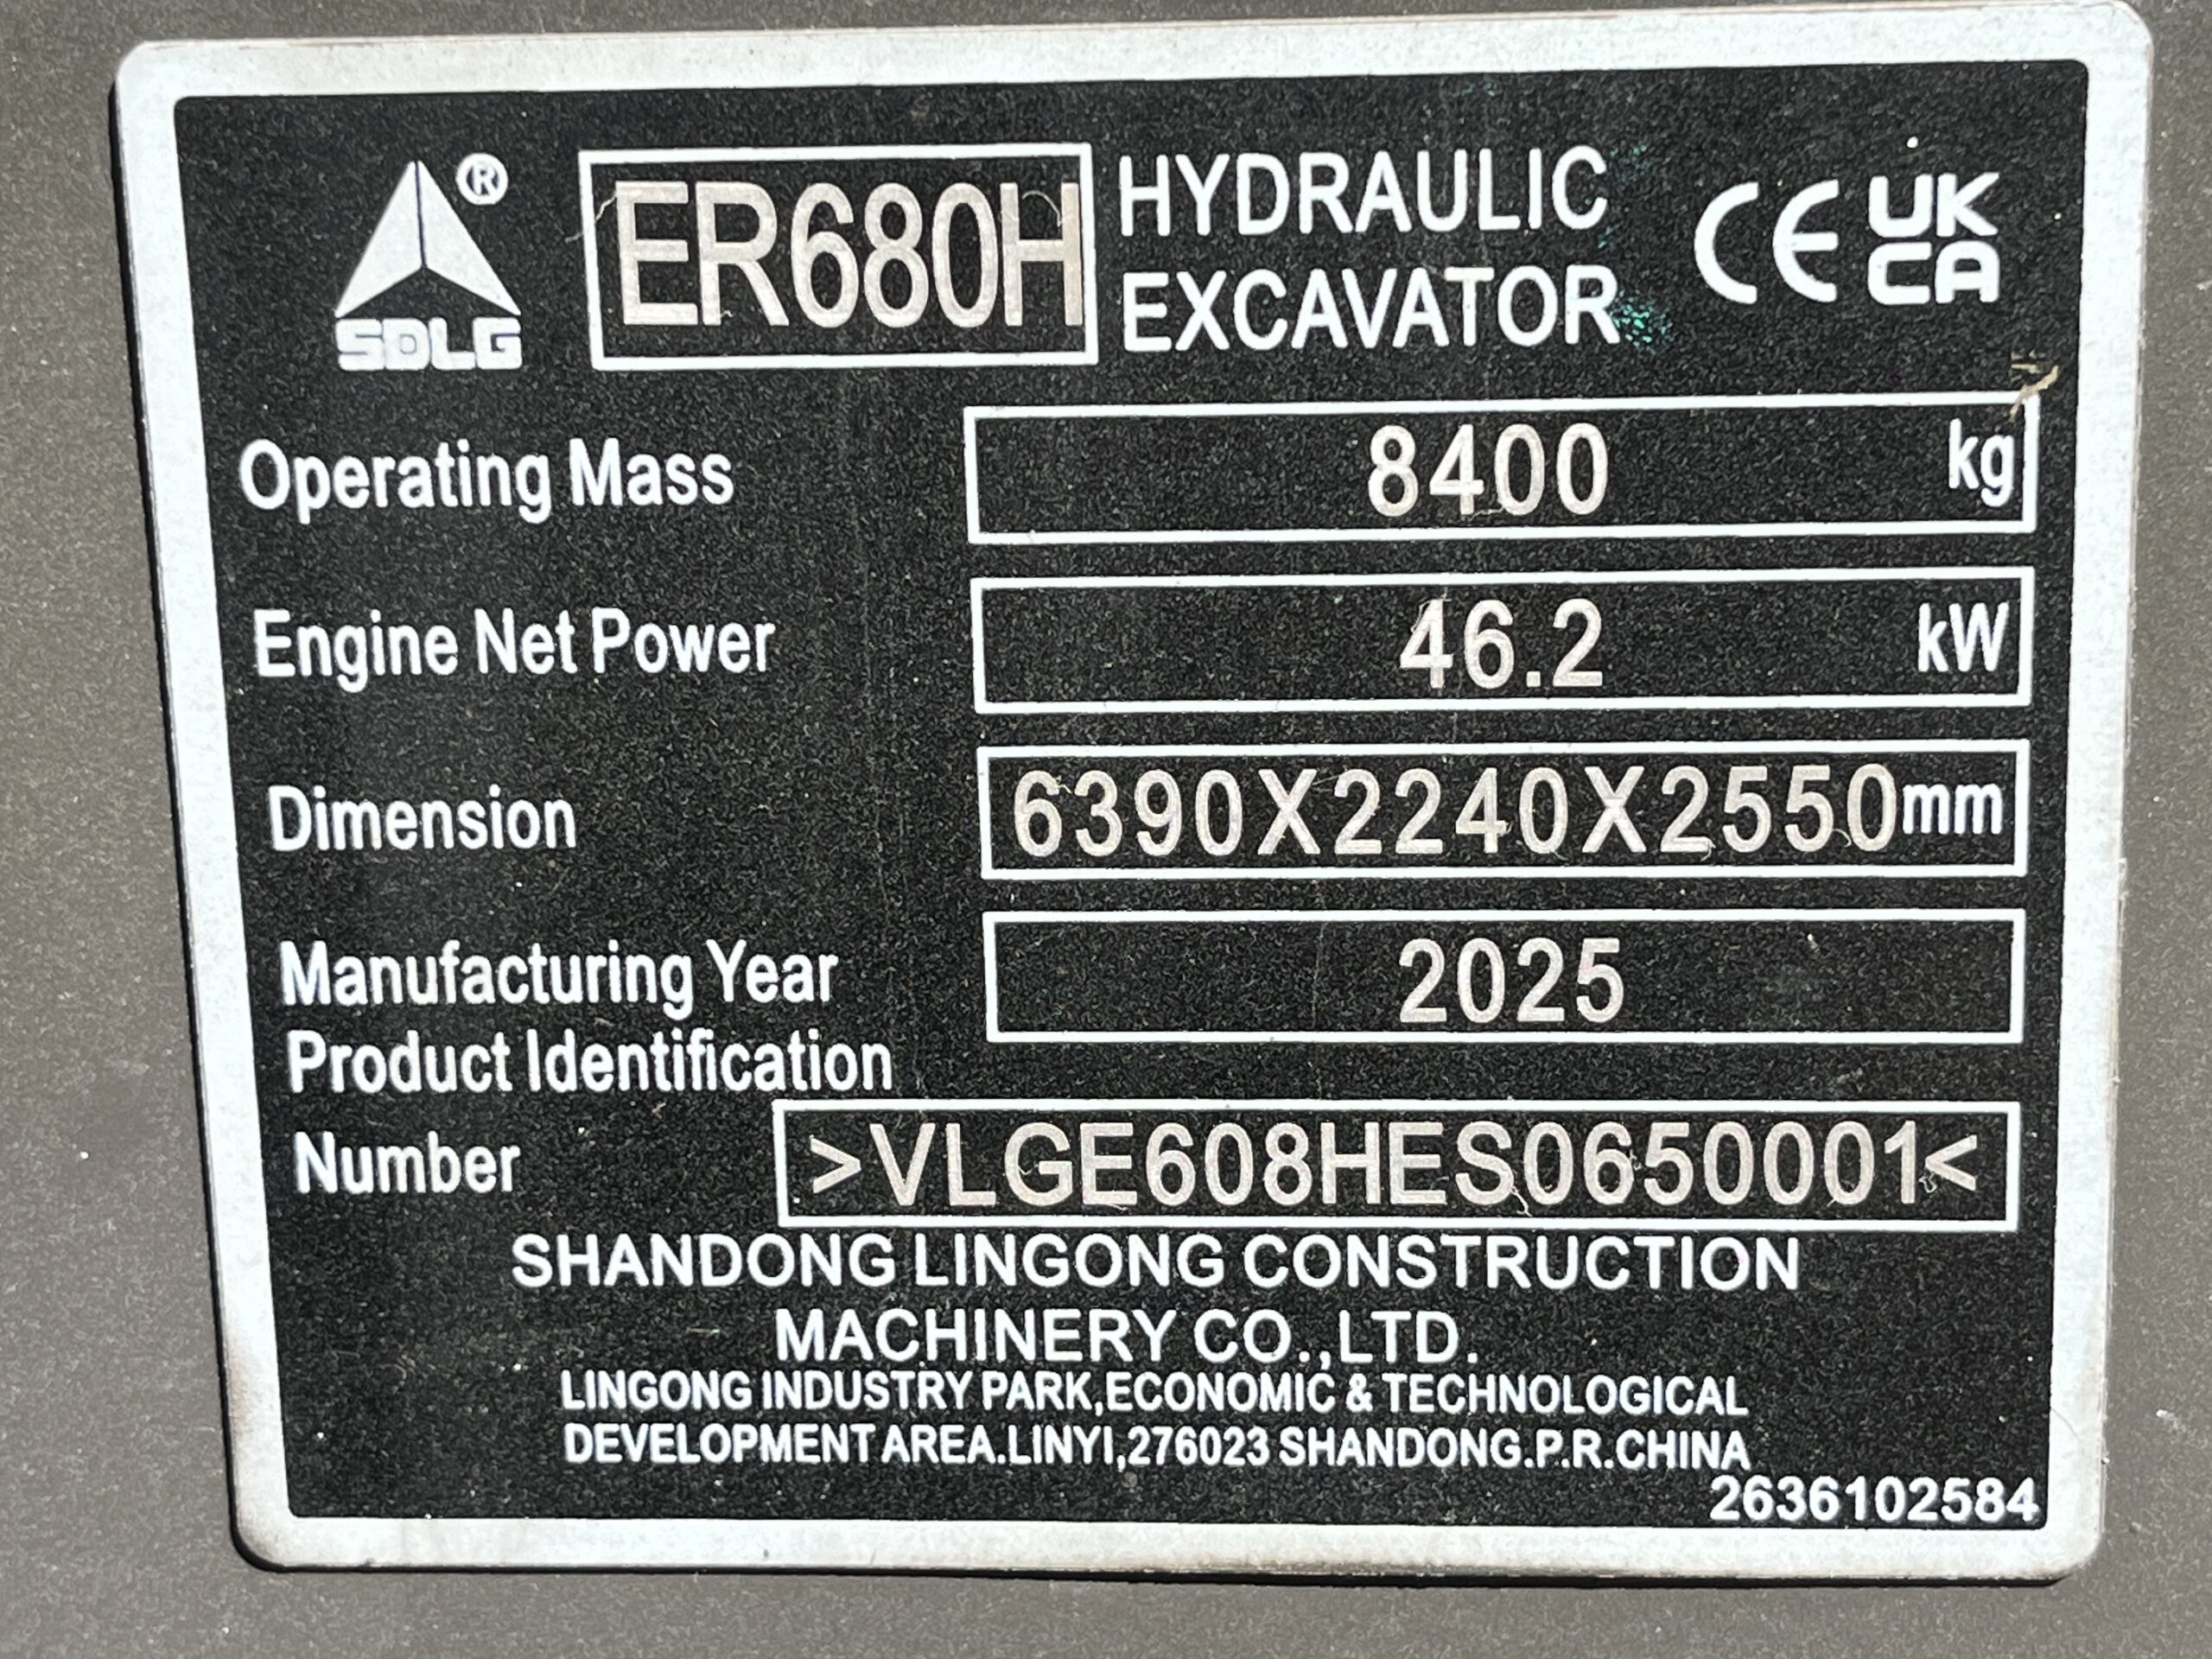 SDLG ® ER680H HYDRAULIC EXCAVATOR CE UK CA
Operating Mass 8400 kg
Engine Net Power 46.2 kW
Dimension 6390X2240X2550mm
Manufacturing Year 2025
Product Identification
Number >VLGE608HES0650001<
SHANDONG LINGONG CONSTRUCTION
MACHINERY CO.,LTD.
LINGONG INDUSTRY PARK,ECONOMIC & TECHNOLOGICAL
DEVELOPMENT AREA.LINYI,276023 SHANDONG.P.R.CHINA
2636102584